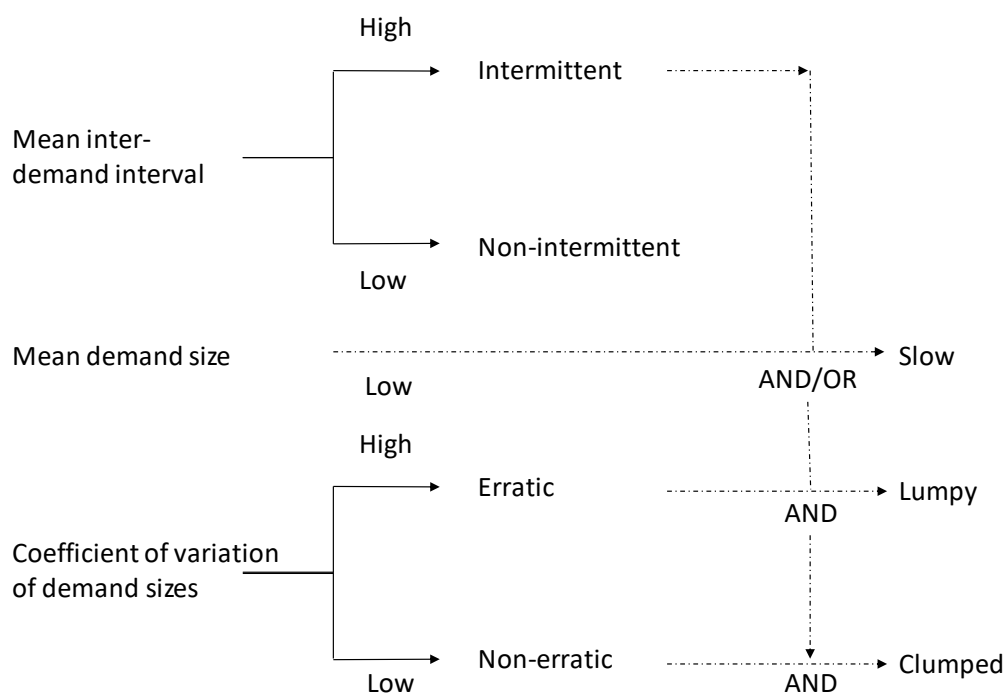 High
Intermittent
Mean inter-
demand interval
Non-intermittent
Low
Mean demand size
Slow
Low
AND/OR
High
Erratic
Lumpy
AND
Coefficient of variation
of demand sizes
Non-erratic
Clumped
Low
AND